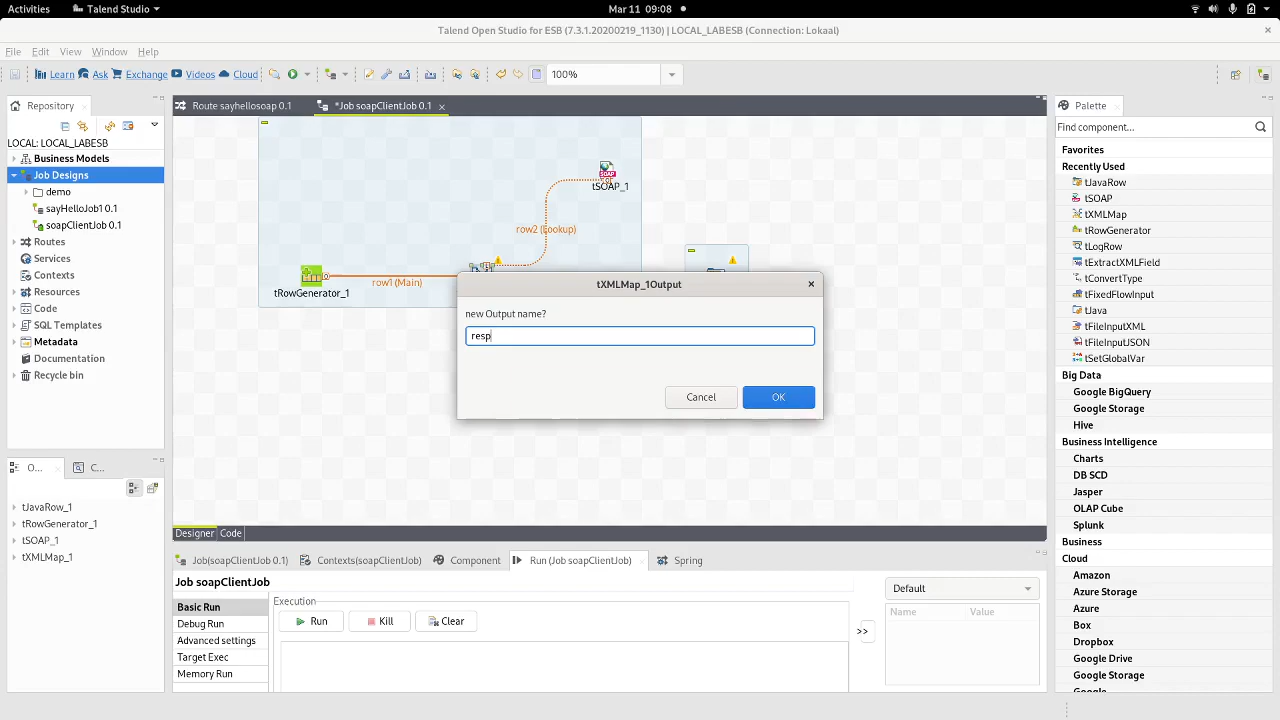 Activities
Talend Studio
Mar 11 09:08
Talend Open Studio for ESB (7.3.1.20200219_1130) | LOCAL_LABESB (Connection: Lokaal)
File Edit View Window Help
Learn Ask Exchange Videos Cloud
100%
Repository
Route sayhellosoap 0.1
*Job soapClientJob 0.1
Palette
Find component...
LOCAL: LOCAL_LABESB
Business Models
Job Designs
demo
sayHelloJob1 0.1
soapClientJob 0.1
Routes
Services
Contexts
Resources
Code
SQL Templates
Metadata
Documentation
Recycle bin
O...
C...
tJavaRow_1
tRowGenerator_1
tSOAP_1
tXMLMap_1
SOAP
tSOAP_1
row2 (Lookup)
row1 (Main)
tRowGenerator_1
tXMLMap_1Output
new Output name?
resp
Cancel
OK
Designer Code
Job(soapClientJob 0.1)
Contexts(soapClientJob)
Component
Run (Job soapClientJob)
Spring
Job soapClientJob
Basic Run
Debug Run
Advanced settings
Target Exec
Memory Run
Execution
Run
Kill
Clear
>>
Default
Name
Value
Favorites
Recently Used
tJavaRow
tSOAP
tXMLMap
tRowGenerator
tLogRow
tExtractXMLField
tConvertType
tFixedFlowInput
tJava
tFileInputXML
tFileInputJSON
tSetGlobalVar
Big Data
Google BigQuery
Google Storage
Hive
Business Intelligence
Charts
DB SCD
Jasper
OLAP Cube
Splunk
Business
Cloud
Amazon
Azure Storage
Azure
Box
Dropbox
Google Drive
Google Storage